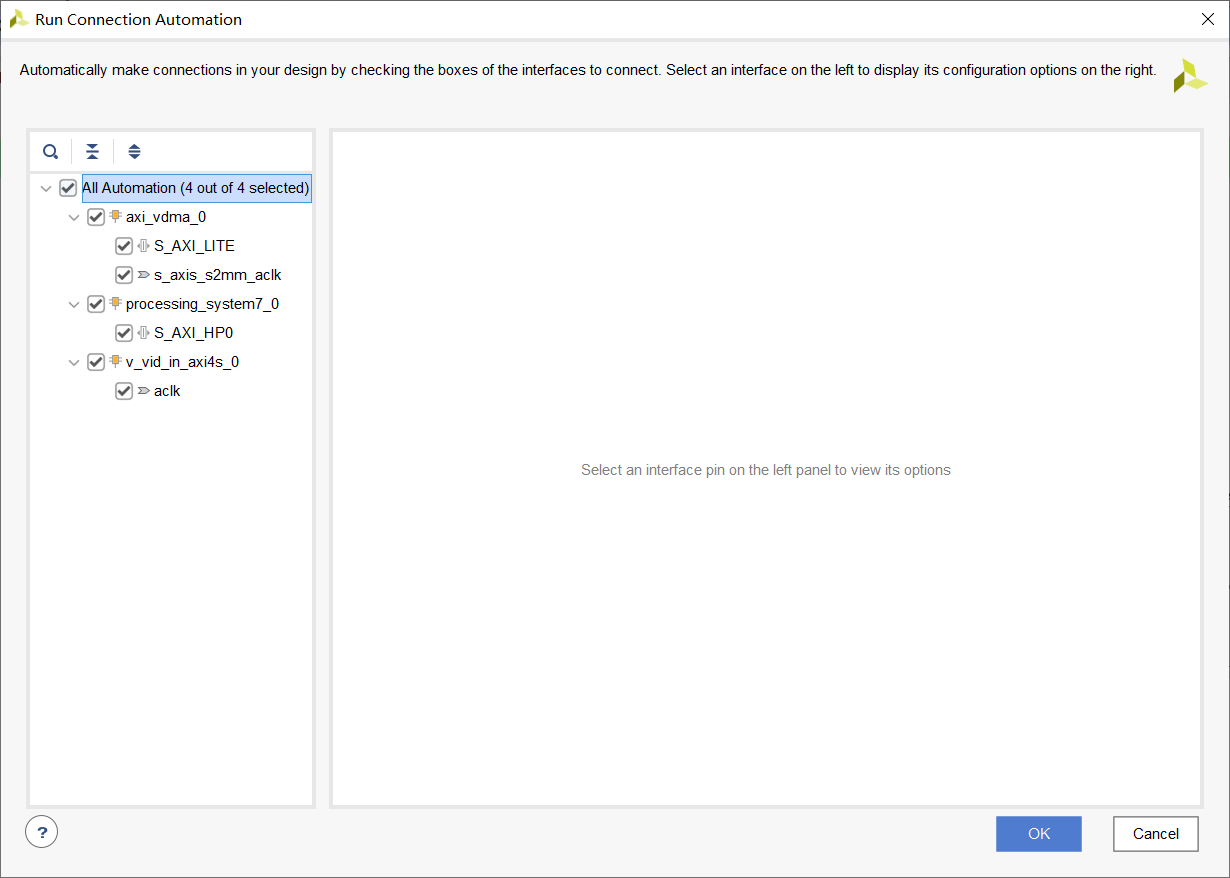 Run Connection Automation
Automatically make connections in your design by checking the boxes of the interfaces to connect. Select an interface on the left to display its configuration options on the right.
All Automation (4 out of 4 selected)
axi_vdma_0
S_AXI_LITE
s_axis_s2mm_aclk
processing_system7_0
S_AXI_HP0
v_vid_in_axi4s_0
aclk
Select an interface pin on the left panel to view its options
?
OK
Cancel